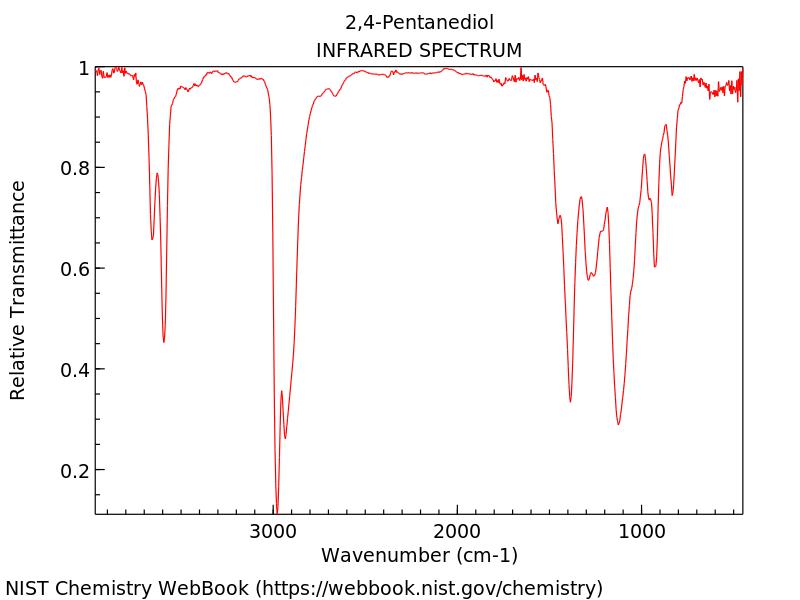 2,4-Pentanediol
INFRARED SPECTRUM
1
0.8
0.6
0.4
0.2
Relative Transmittance
3000 2000 1000
Wavenumber (cm-1)
NIST Chemistry WebBook (https://webbook.nist.gov/chemistry)